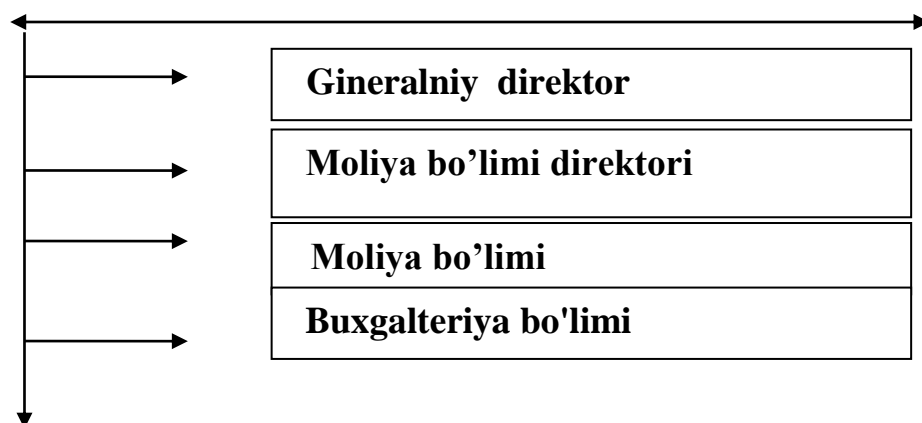 Gineralniy direktor
Moliya bo’limi direktori
Moliya bo’limi
Buxgalteriya bo'limi